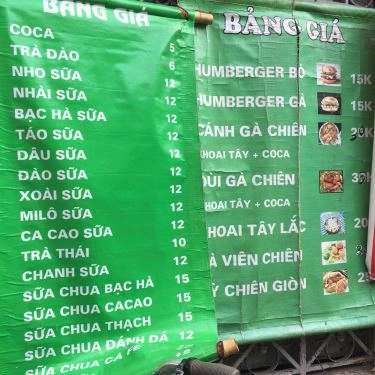 BẢNG GIÁ
COCA 5
TRÀ ĐÀO 6
NHO SỮA 12
NHÃI SỮA 12
BẠC HÀ SỮA 12
TÁO SỮA 12
DÂU SỮA 12
ĐÀO SỮA 12
XOÀI SỮA 12
MILÔ SỮA 12
CA CAO SỮA 12
TRÀ THÁI 10
CHANH SỮA 12
SỮA CHUA BẠC HÀ 15
SỮA CHUA CACAO 15
SỮA CHUA THẠCH 15
SỮA CHUA ĐÁNH ĐÁ 12
SỮA CHUA 12
BẢNG GIÁ
HUMBERGER BÒ 15K
HUMBERGER GÀ 15K
CÁNH GÀ CHIÊN
KHOAI TÂY + COCA
ĐÙI GÀ CHIÊN
KHOAI TÂY + COCA
KHOAI TÂY LẮC
VIÊN CHIÊN
CHIÊN GIÒN